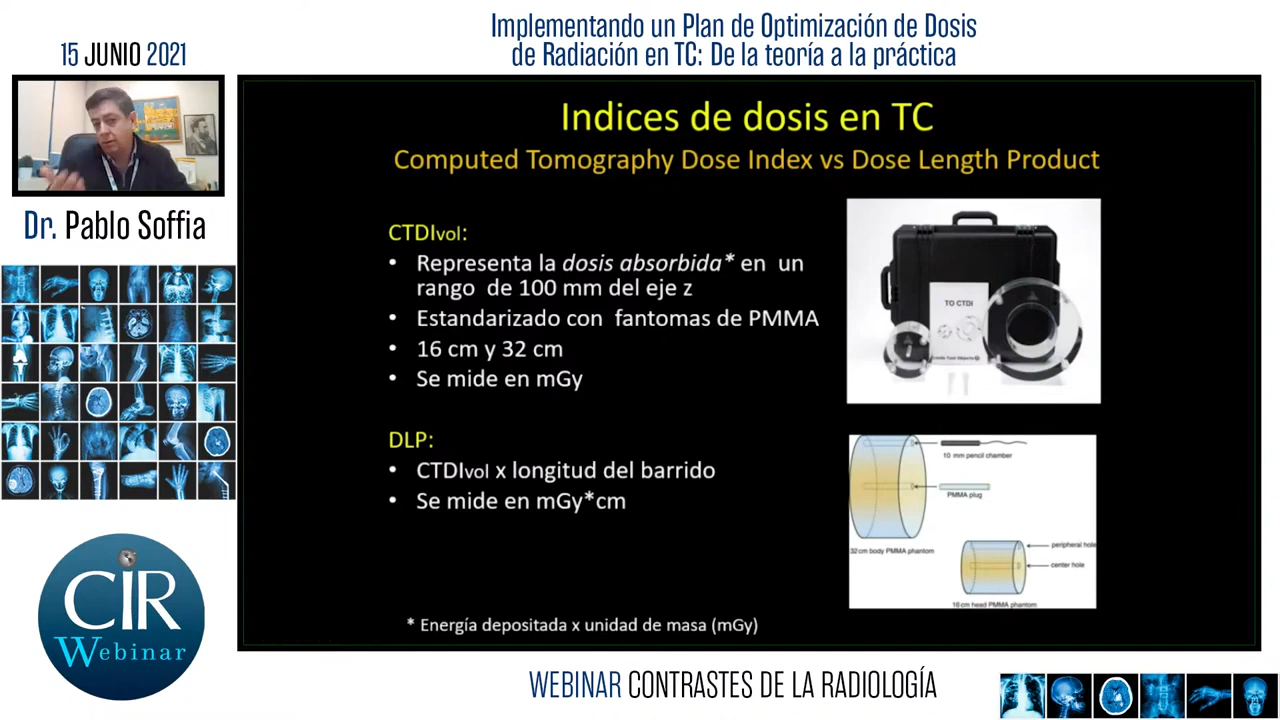 Implementando un Plan de Optimización de Dosis
de Radiación en TC: De la teoría a la práctica
15 JUNIO 2021
Dr. Pablo Soffia
Indices de dosis en TC
Computed Tomography Dose Index vs Dose Length Product
CTDIvol:
• Representa la dosis absorbida* en un
rango de 100 mm del eje z
• Estandarizado con fantomas de PMMA
• 16 cm y 32 cm
• Se mide en mGy
DLP:
• CTDIvol x longitud del barrido
• Se mide en mGy*cm
* Energía depositada x unidad de masa (mGy)
TO CTDI
10 mm pencil chamber
PMMA plug
32cm body PMMA phantom
peripheral hole
center hole
16 cm head PMMA phantom
CIR
Webinar
WEBINAR CONTRASTES DE LA RADIOLOGÍA